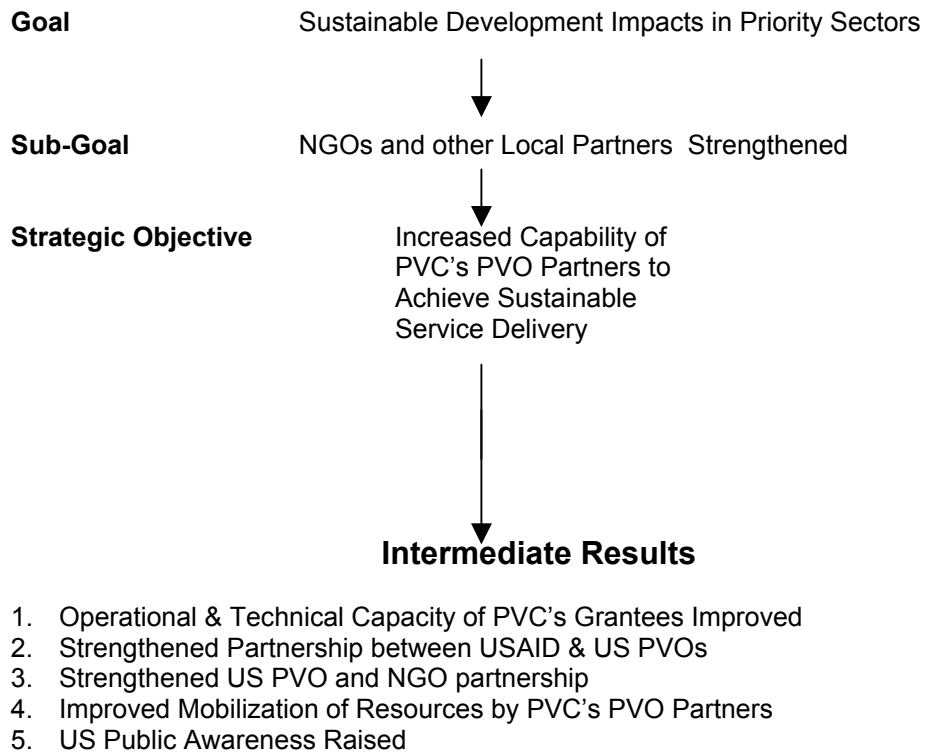 Goal Sustainable Development Impacts in Priority Sectors
Sub-Goal NGOs and other Local Partners Strengthened
Strategic Objective Increased Capability of
PVC's PVO Partners to
Achieve Sustainable
Service Delivery
Intermediate Results
1. Operational & Technical Capacity of PVC's Grantees Improved
2. Strengthened Partnership between USAID & US PVOs
3. Strengthened US PVO and NGO partnership
4. Improved Mobilization of Resources by PVC's PVO Partners
5. US Public Awareness Raised